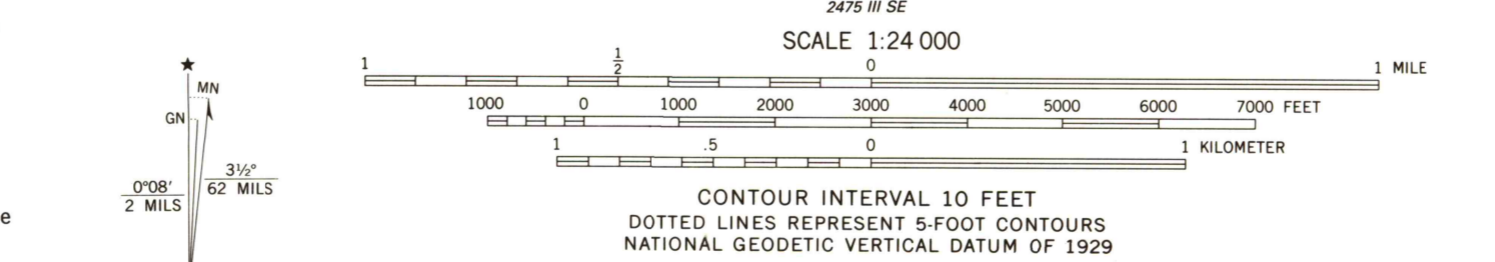 2475 III SE
SCALE 1:24 000
1 1/2 0 1 MILE
1000 0 1000 2000 3000 4000 5000 6000 7000 FEET
1 .5 0 1 KILOMETER
CONTOUR INTERVAL 10 FEET
DOTTED LINES REPRESENT 5-FOOT CONTOURS
NATIONAL GEODETIC VERTICAL DATUM OF 1929
★
MN
GN
3½°
62 MILS
0°08′
2 MILS
e